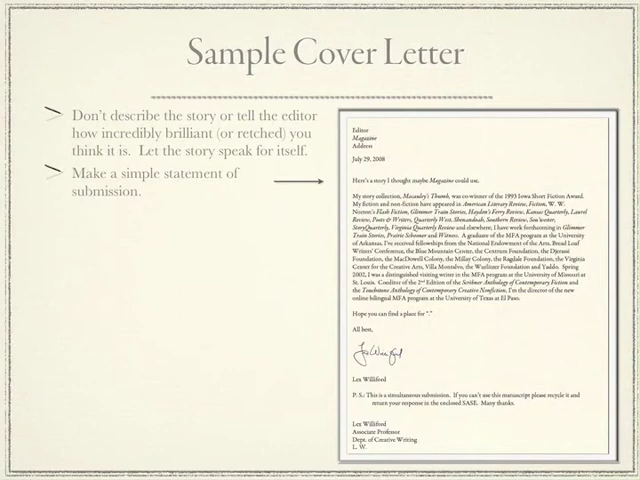 Sample Cover Letter
Don't describe the story or tell the editor
how incredibly brilliant (or retched) you
think it is. Let the story speak for itself.
Make a simple statement of
submission.
Editor
Magazine
Address
July 29, 2008
Here's a story I thought maybe Magazine could use.
My story collection, Macauley's Thumb, was co-winner of the 1993 Iowa Short Fiction Award.
My fiction and non-fiction have appeared in American Literary Review, Fiction, W. W.
Norton's Flash Fiction, Glimmer Train Stories, Hayden's Ferry Review, Kansas Quarterly, Laurel
Review, Poets & Writers, Quarterly West, Shenandoah, Southern Review, Sou'wester,
StoryQuarterly, Virginia Quarterly Review and elsewhere; I have work forthcoming in Glimmer
Train Stories, Prairie Schooner and Witness. A graduate of the MFA program at the University
of Arkansas, I've received fellowships from the National Endowment of the Arts, Bread Loaf
Writers' Conference, the Blue Mountain Center, the Centrum Foundation, the Djerassi
Foundation, the MacDowell Colony, the Millay Colony, the Ragdale Foundation, the Virginia
Center for the Creative Arts, Villa Montalvo, the Wurlitzer Foundation and Yaddo. Spring
2002, I was a distinguished visiting writer in the MFA program at the University of Missouri at
St. Louis. Coeditor of the 2nd Edition of the Scribner Anthology of Contemporary Fiction and
the Touchstone Anthology of Contemporary Creative Nonfiction, I'm the director of the new
online bilingual MFA program at the University of Texas at El Paso.
Hope you can find a place for "."
All best,
Lex Williford
Lex Williford
P. S.: This is a simultaneous submission. If you can't use this manuscript please recycle it and
return your response in the enclosed SASE. Many thanks.
Lex Williford
Associate Professor
Dept. of Creative Writing
L. W.